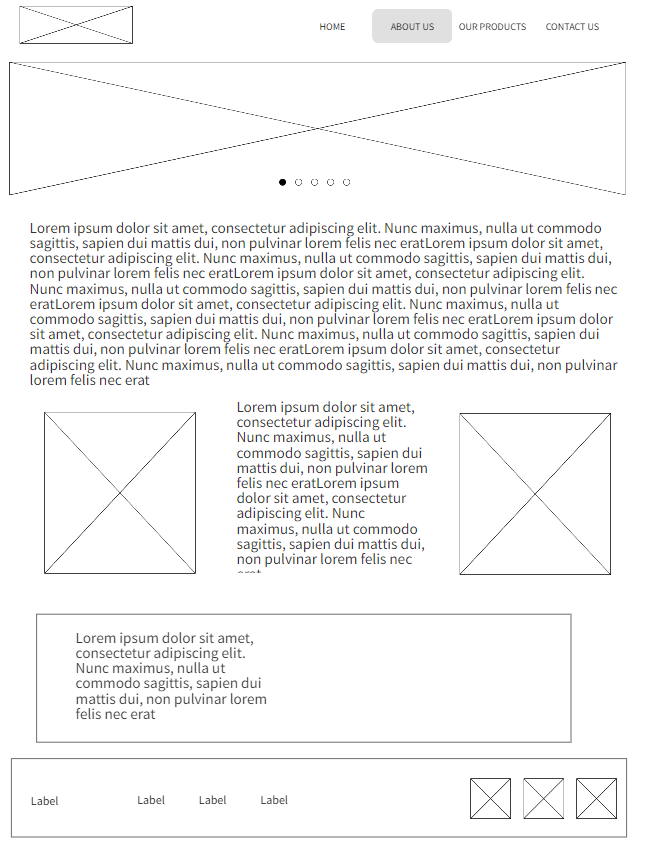 HOME ABOUT US OUR PRODUCTS CONTACT US
Lorem ipsum dolor sit amet, consectetur adipiscing elit. Nunc maximus, nulla ut commodo
sagittis, sapien dui mattis dui, non pulvinar lorem felis nec eratLorem ipsum dolor sit amet,
consectetur adipiscing elit. Nunc maximus, nulla ut commodo sagittis, sapien dui mattis dui,
non pulvinar lorem felis nec eratLorem ipsum dolor sit amet, consectetur adipiscing elit.
Nunc maximus, nulla ut commodo sagittis, sapien dui mattis dui, non pulvinar lorem felis nec
eratLorem ipsum dolor sit amet, consectetur adipiscing elit. Nunc maximus, nulla ut
commodo sagittis, sapien dui mattis dui, non pulvinar lorem felis nec eratLorem ipsum dolor
sit amet, consectetur adipiscing elit. Nunc maximus, nulla ut commodo sagittis, sapien dui
mattis dui, non pulvinar lorem felis nec eratLorem ipsum dolor sit amet, consectetur
adipiscing elit. Nunc maximus, nulla ut commodo sagittis, sapien dui mattis dui, non pulvinar
lorem felis nec erat
Lorem ipsum dolor sit amet,
consectetur adipiscing elit.
Nunc maximus, nulla ut
commodo sagittis, sapien dui
mattis dui, non pulvinar lorem
felis nec eratLorem ipsum
dolor sit amet, consectetur
adipiscing elit. Nunc
maximus, nulla ut commodo
sagittis, sapien dui mattis dui,
non pulvinar lorem felis nec
Lorem ipsum dolor sit amet,
consectetur adipiscing elit.
Nunc maximus, nulla ut
commodo sagittis, sapien dui
mattis dui, non pulvinar lorem
felis nec erat
Label Label Label Label